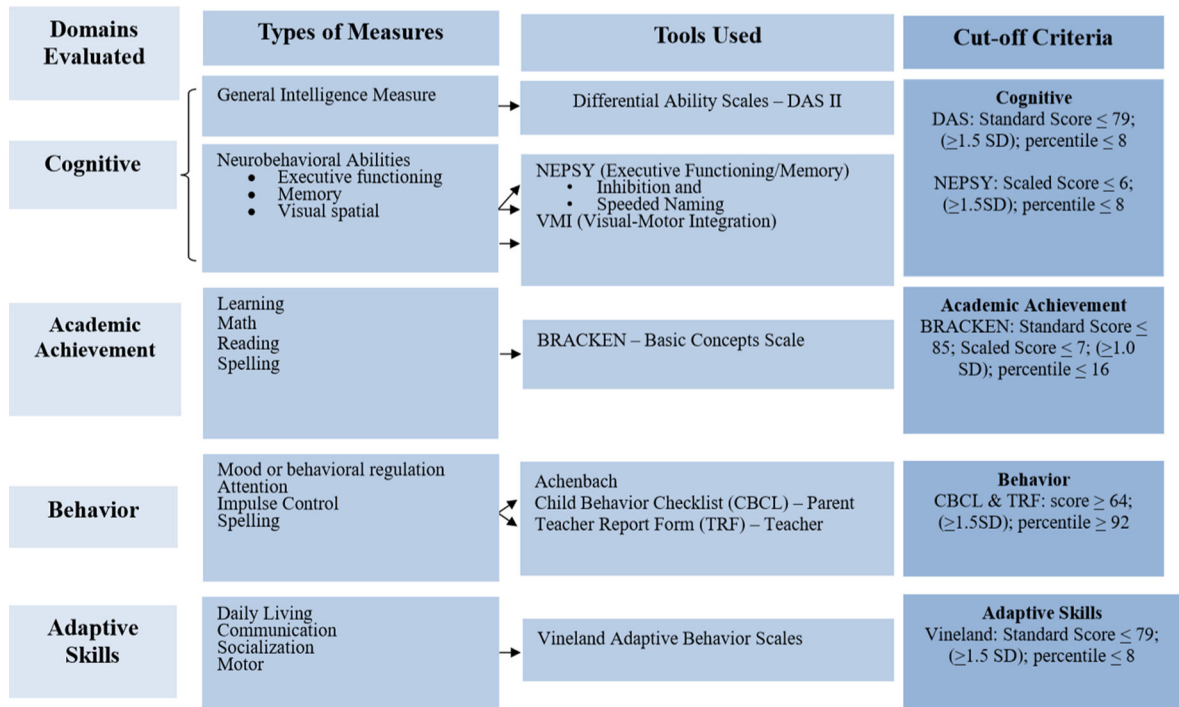 Domains
Evaluated
Types of Measures
Tools Used
Cut-off Criteria
Cognitive
General Intelligence Measure
Differential Ability Scales – DAS II
Neurobehavioral Abilities
● Executive functioning
● Memory
● Visual spatial
NEPSY (Executive Functioning/Memory)
• Inhibition and
• Speeded Naming
VMI (Visual-Motor Integration)
Cognitive
DAS: Standard Score ≤ 79;
(≥1.5 SD); percentile ≤ 8
NEPSY: Scaled Score ≤ 6;
(≥1.5SD); percentile ≤ 8
Academic
Achievement
Learning
Math
Reading
Spelling
BRACKEN – Basic Concepts Scale
Academic Achievement
BRACKEN: Standard Score ≤
85; Scaled Score ≤ 7; (≥1.0
SD); percentile ≤ 16
Behavior
Mood or behavioral regulation
Attention
Impulse Control
Spelling
Achenbach
Child Behavior Checklist (CBCL) – Parent
Teacher Report Form (TRF) – Teacher
Behavior
CBCL & TRF: score ≥ 64;
(≥1.5SD); percentile ≥ 92
Adaptive
Skills
Daily Living
Communication
Socialization
Motor
Vineland Adaptive Behavior Scales
Adaptive Skills
Vineland: Standard Score ≤ 79;
(≥1.5 SD); percentile ≤ 8